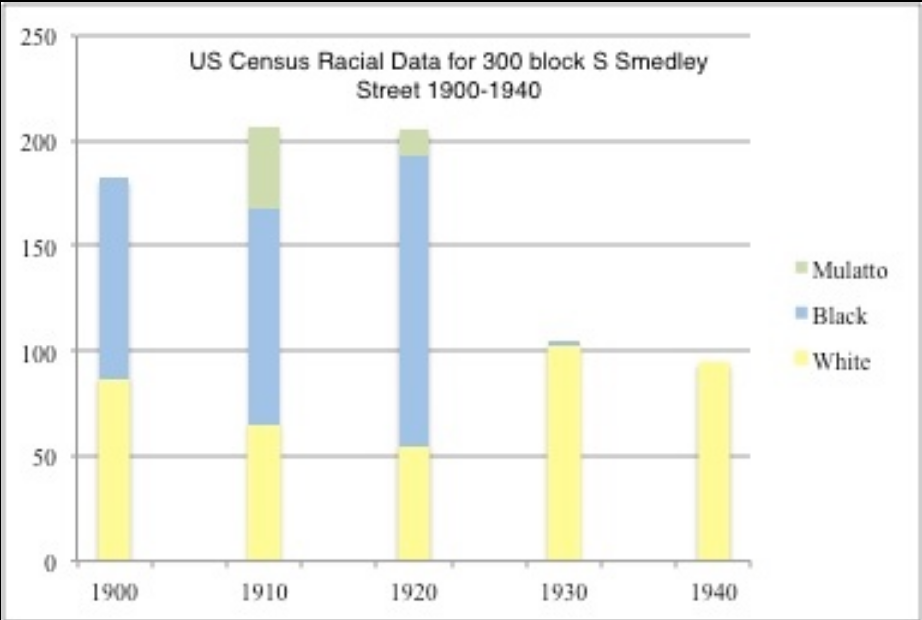 US Census Racial Data for 300 block S Smedley
Street 1900-1940
250
200
150
100
50
0
1900 1910 1920 1930 1940
Mulatto
Black
White